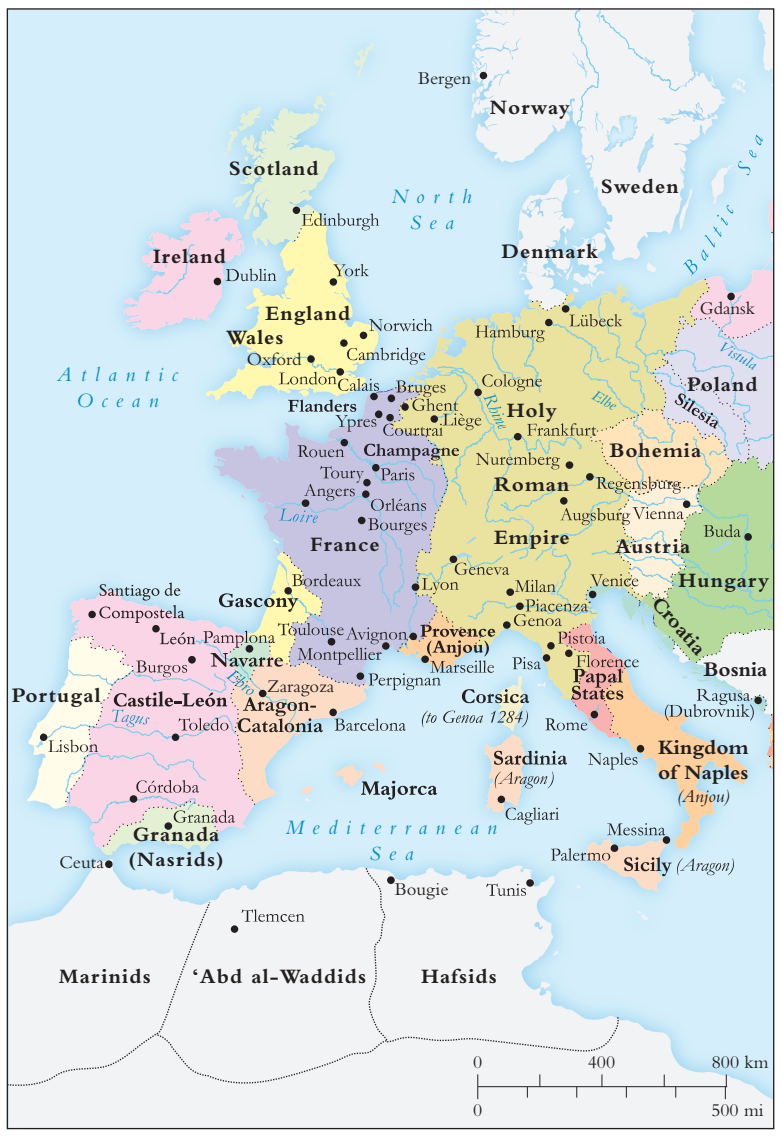 Bergen
Norway
Scotland
Sweden
North
Sea
Baltic Sea
Edinburgh
Denmark
Ireland
Dublin
York
Gdansk
England
Lübeck
Hamburg
Wales
Norwich
Cambridge
Oxford
London
Vistula
Atlantic
Ocean
Calais
Bruges
Cologne
Poland
Flanders
Ghent
Elbe
Silesia
Ypres
Courtrai
Liège
Rhine
Holy
Frankfurt
Rouen
Champagne
Bohemia
Nuremberg
Toury
Paris
Roman
Regensburg
Angers
Orléans
Augsburg
Vienna
Loire
Bourges
Empire
Buda
France
Austria
Geneva
Hungary
Bordeaux
Lyon
Milan
Venice
Santiago de
Compostela
Gascony
Piacenza
Genoa
Croatia
León
Pamplona
Toulouse
Avignon
Provence
(Anjou)
Pistoia
Burgos
Navarre
Montpellier
Marseille
Pisa
Florence
Bosnia
Ebro
Perpignan
Papal
States
Portugal
Castile-León
Zaragoza
Aragon-
Catalonia
Corsica
(to Genoa 1284)
Ragusa
(Dubrovnik)
Tagus
Toledo
Barcelona
Rome
Lisbon
Sardinia
(Aragon)
Naples
Kingdom
of Naples
(Anjou)
Córdoba
Majorca
Cagliari
Granada
Granada
(Nasrids)
Mediterranean
Sea
Messina
Palermo
Sicily (Aragon)
Ceuta
Bougie
Tunis
Tlemcen
Marinids
‘Abd al-Waddids
Hafsids
0 400 800 km
0 500 mi